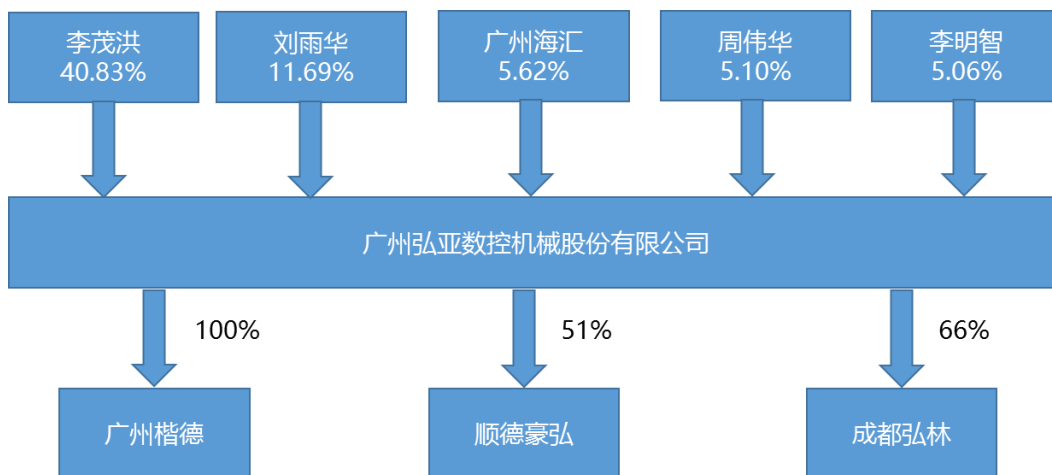 李茂洪
40.83%
刘雨华
11.69%
广州海汇
5.62%
周伟华
5.10%
李明智
5.06%
广州弘亚数控机械股份有限公司
100%
51%
66%
广州楷德
顺德豪弘
成都弘林